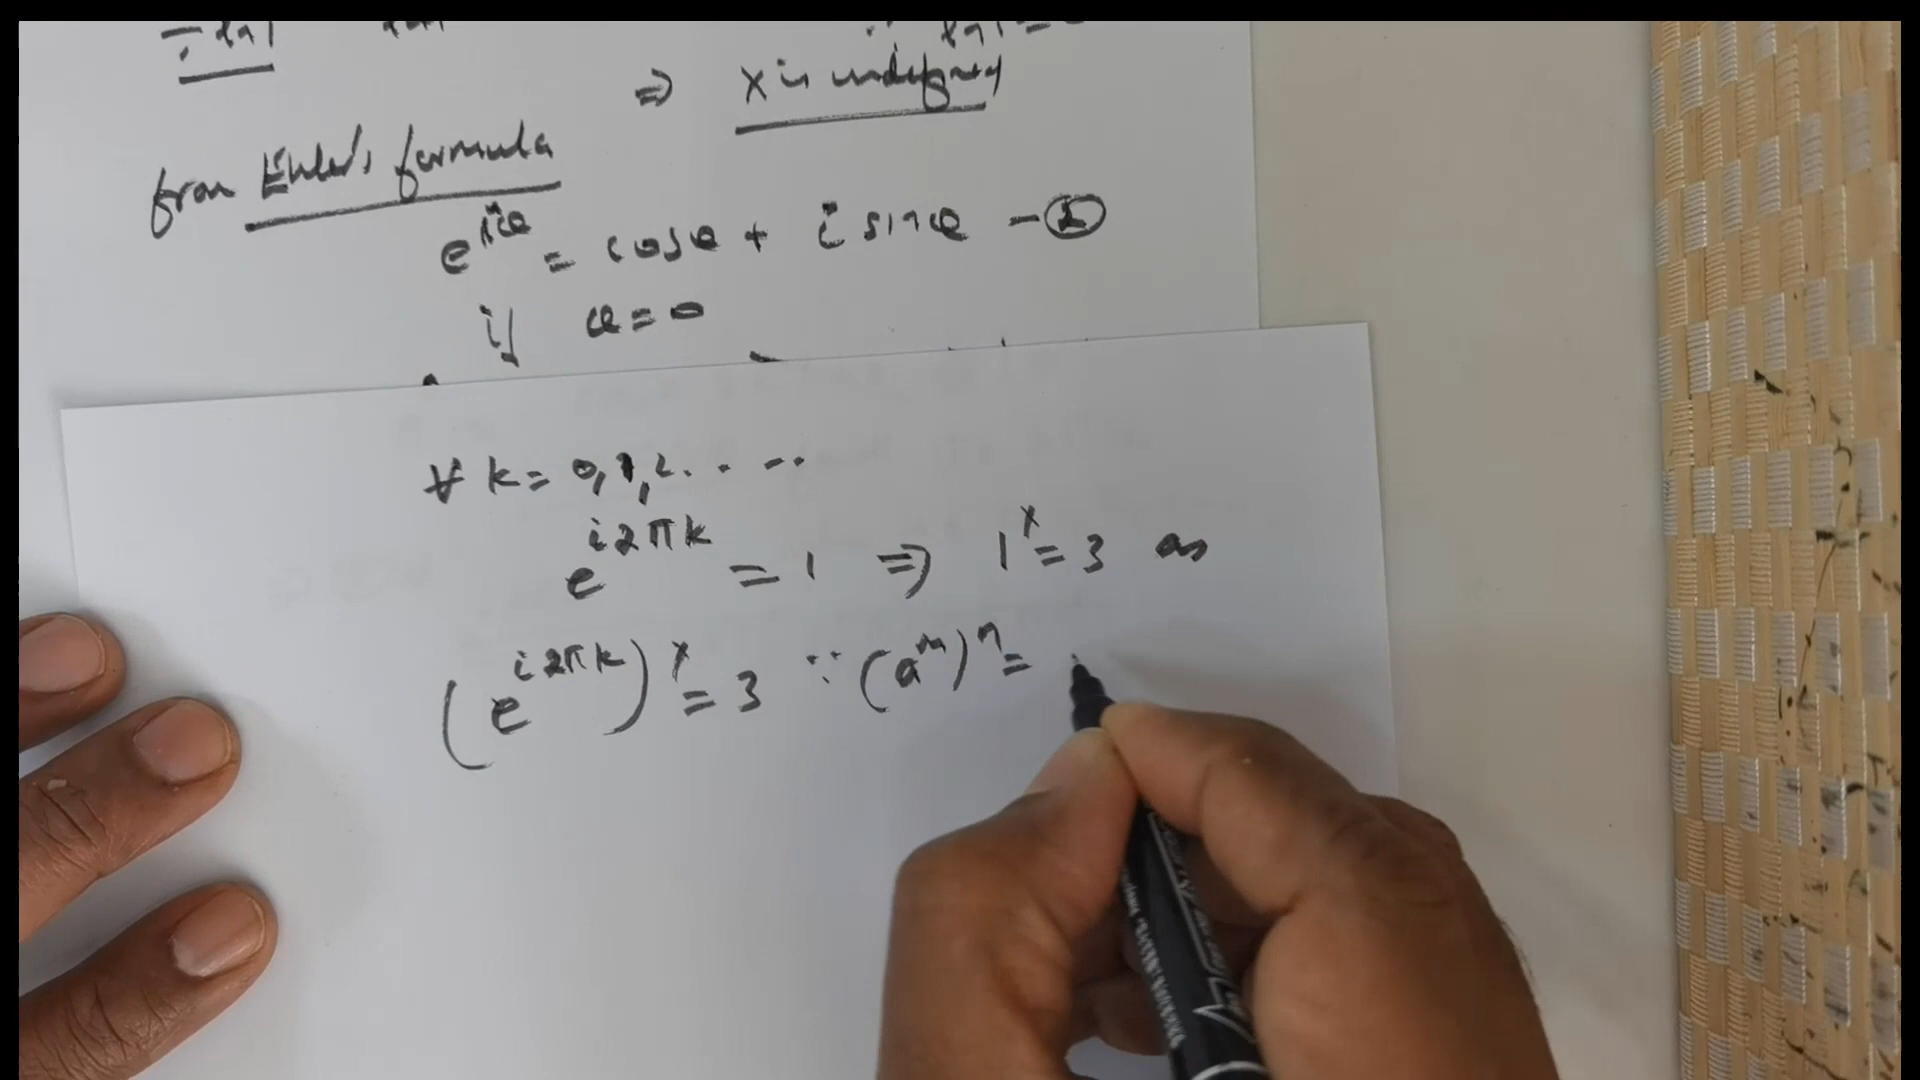 ⇒ x is undefined
from Euler's formula
e^{iθ} = cosθ + i sinθ - ②
if θ = 0
∀ k = 0, 1, 2 . . . .
e^{i2πk} = 1 ⇒ 1^x = 3 as
(e^{i2πk})^x = 3 ∵ (a^m)^n =